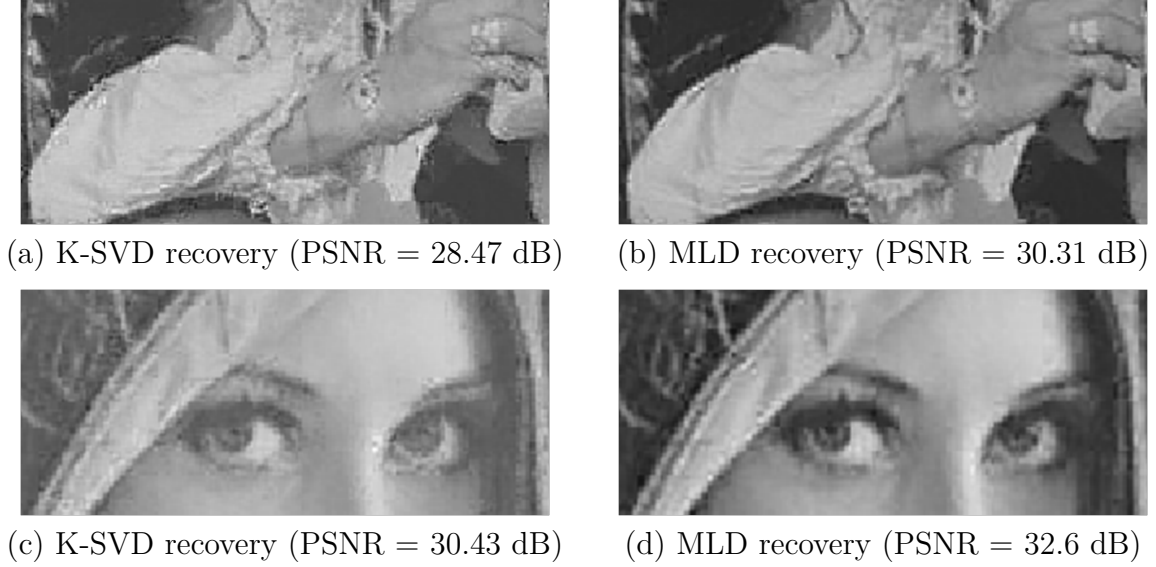 (a) K-SVD recovery (PSNR = 28.47 dB)
(b) MLD recovery (PSNR = 30.31 dB)
(c) K-SVD recovery (PSNR = 30.43 dB)
(d) MLD recovery (PSNR = 32.6 dB)